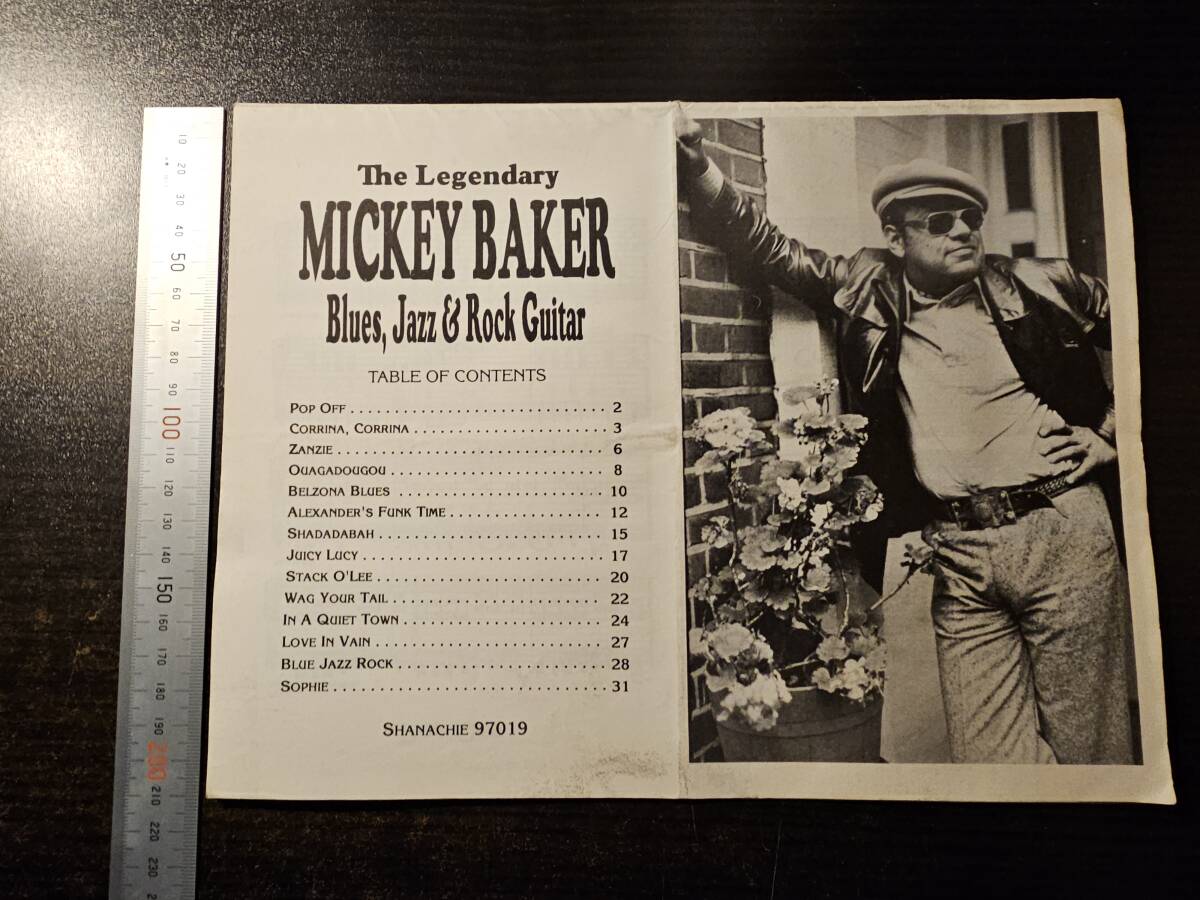 The Legendary
MICKEY BAKER
Blues, Jazz & Rock Guitar
TABLE OF CONTENTS
POP OFF . . . . . . . . . . . . . . . . . . . . . . . . . . . . . 2
CORRINA, CORRINA . . . . . . . . . . . . . . . . . . . . . . 3
ZANZIE . . . . . . . . . . . . . . . . . . . . . . . . . . . . . . 6
OUAGADOUGOU . . . . . . . . . . . . . . . . . . . . . . . . 8
BELZONA BLUES . . . . . . . . . . . . . . . . . . . . . . . 10
ALEXANDER'S FUNK TIME . . . . . . . . . . . . . . . . . 12
SHADADABAH . . . . . . . . . . . . . . . . . . . . . . . . . 15
JUICY LUCY . . . . . . . . . . . . . . . . . . . . . . . . . . . 17
STACK O'LEE . . . . . . . . . . . . . . . . . . . . . . . . . . 20
WAG YOUR TAIL . . . . . . . . . . . . . . . . . . . . . . . . 22
IN A QUIET TOWN . . . . . . . . . . . . . . . . . . . . . . . 24
LOVE IN VAIN . . . . . . . . . . . . . . . . . . . . . . . . . . 27
BLUE JAZZ ROCK . . . . . . . . . . . . . . . . . . . . . . . 28
SOPHIE . . . . . . . . . . . . . . . . . . . . . . . . . . . . . . . 31
SHANACHIE 97019
10
20
30
40
50
60
70
80
90
100
110
120
130
140
150
160
170
180
190
200
210
220
230